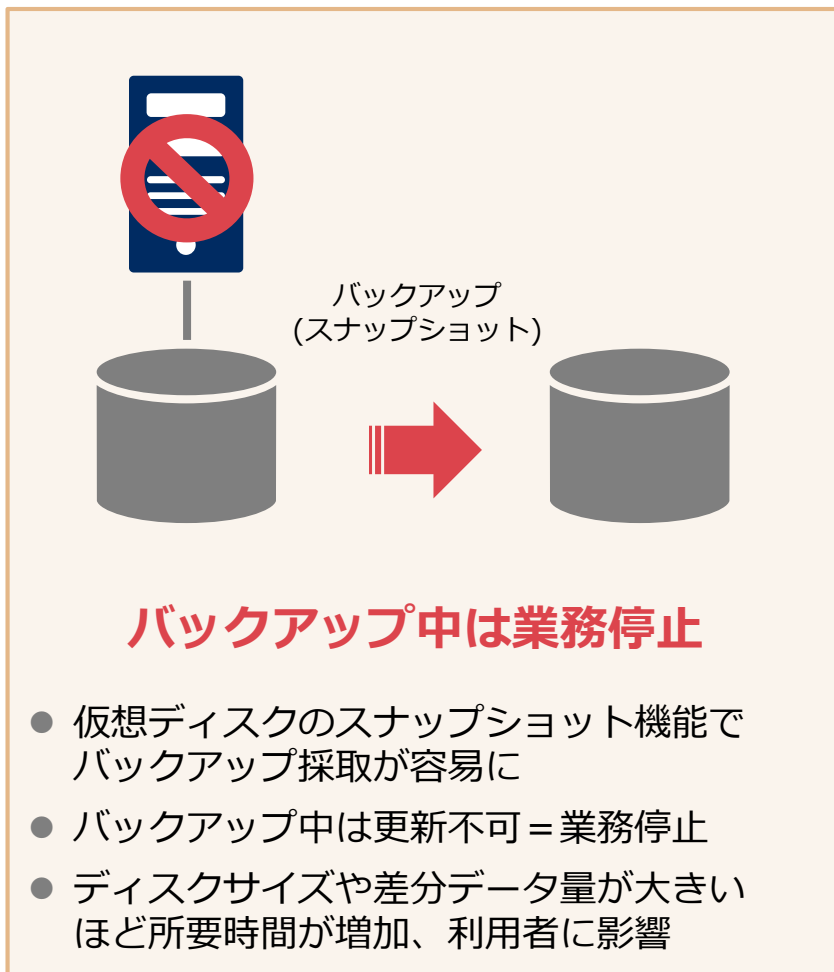 バックアップ
(スナップショット)
バックアップ中は業務停止
仮想ディスクのスナップショット機能で
バックアップ採取が容易に
バックアップ中は更新不可=業務停止
ディスクサイズや差分データ量が大きい
ほど所要時間が増加、利用者に影響